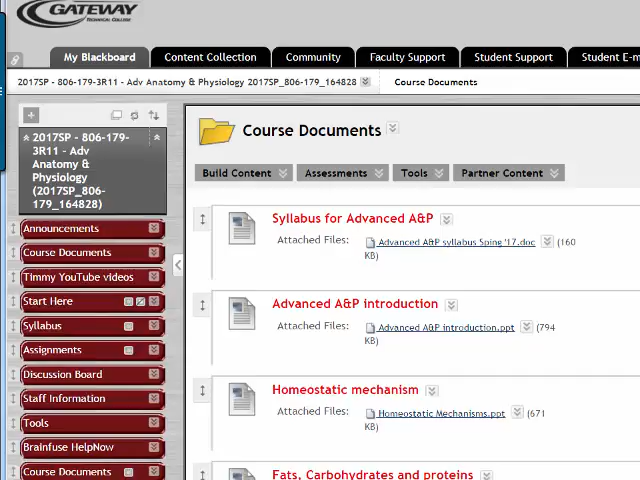 GATEWAY
TECHNICAL COLLEGE
My Blackboard
Content Collection
Community
Faculty Support
Student Support
Student E-m
2017SP - 806-179-3R11 - Adv Anatomy & Physiology 2017SP_806-179_164828
Course Documents
2017SP - 806-179-
3R11 - Adv
Anatomy &
Physiology
(2017SP_806-
179_164828)
Announcements
Course Documents
Timmy YouTube videos
Start Here
Syllabus
Assignments
Discussion Board
Staff Information
Tools
Brainfuse HelpNow
Course Documents
Course Documents
Build Content
Assessments
Tools
Partner Content
Syllabus for Advanced A&P
Attached Files: Advanced A&P syllabus Sping '17.doc (160
KB)
Advanced A&P introduction
Attached Files: Advanced A&P introduction.ppt (794
KB)
Homeostatic mechanism
Attached Files: Homeostatic Mechanisms.ppt (671
KB)
Fats, Carbohydrates and proteins